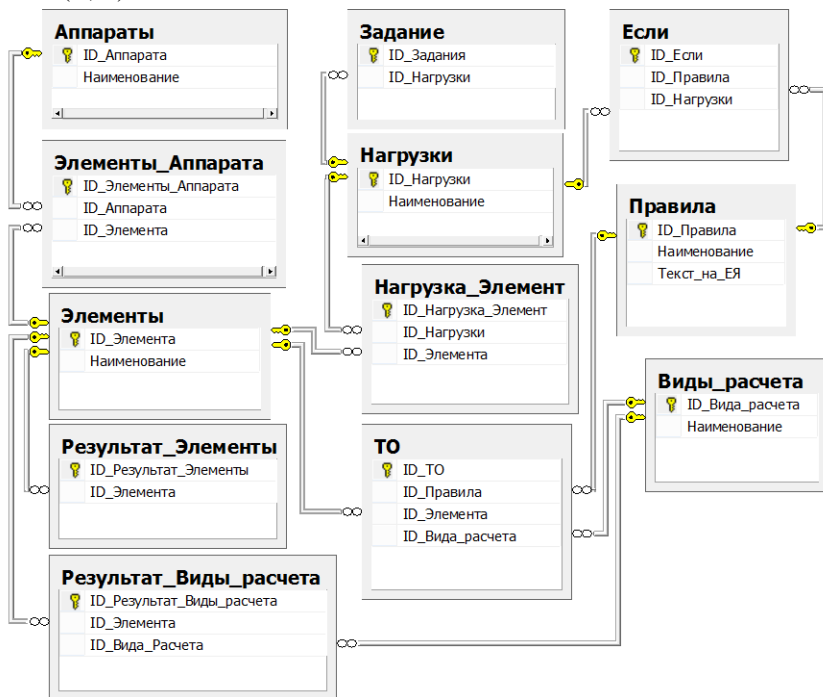 Аппараты
ID_Аппарата
Наименование
Элементы_Аппарата
ID_Элементы_Аппарата
ID_Аппарата
ID_Элемента
Элементы
ID_Элемента
Наименование
Результат_Элементы
ID_Результат_Элементы
ID_Элемента
Результат_Виды_расчета
ID_Результат_Виды_расчета
ID_Элемента
ID_Вида_Расчета
Задание
ID_Задания
ID_Нагрузки
Нагрузки
ID_Нагрузки
Наименование
Нагрузка_Элемент
ID_Нагрузка_Элемент
ID_Нагрузки
ID_Элемента
ТО
ID_ТО
ID_Правила
ID_Элемента
ID_Вида_расчета
Если
ID_Если
ID_Правила
ID_Нагрузки
Правила
ID_Правила
Наименование
Текст_на_ЕЯ
Виды_расчета
ID_Вида_расчета
Наименование